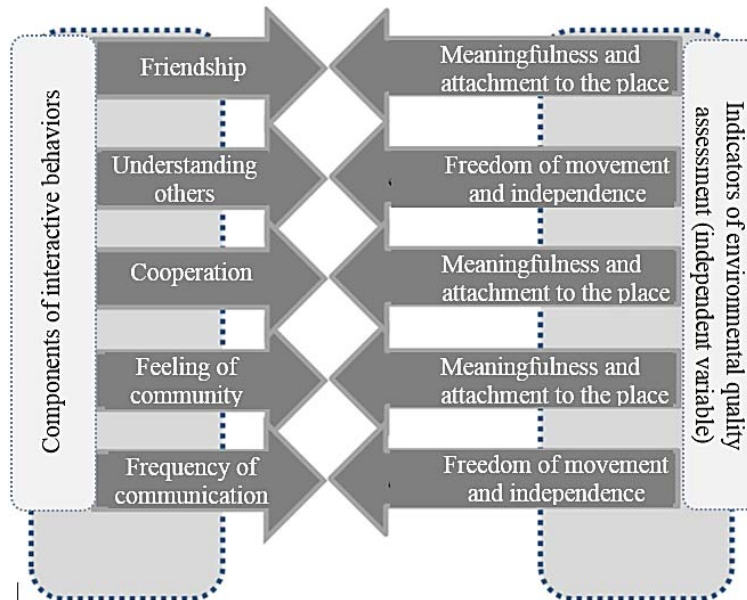 Components of interactive behaviors
Friendship
Meaningfulness and
attachment to the place
Understanding
others
Freedom of movement
and independence
Cooperation
Meaningfulness and
attachment to the place
Feeling of
community
Meaningfulness and
attachment to the place
Frequency of
communication
Freedom of movement
and independence
Indicators of environmental quality
assessment (independent variable)